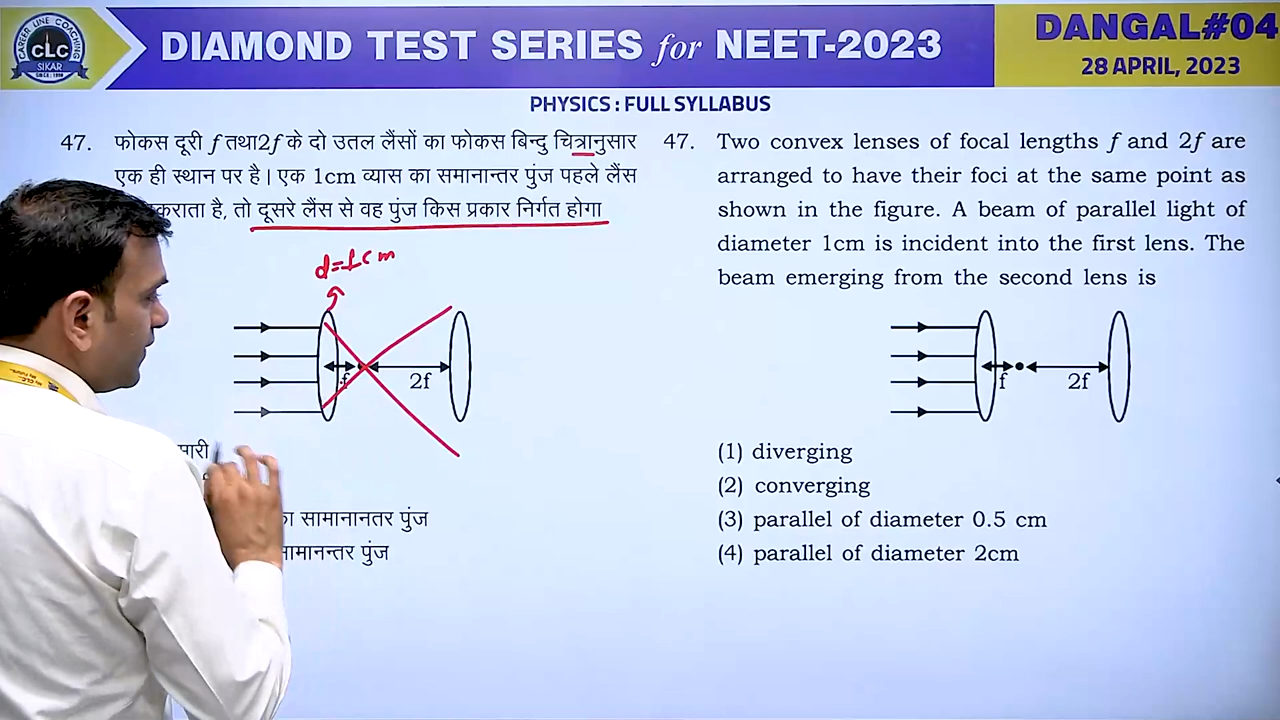 CAREER LINE COACHING
CLC
SIKAR
SINCE : 1996
DIAMOND TEST SERIES for NEET-2023
DANGAL#04
28 APRIL, 2023
PHYSICS : FULL SYLLABUS
47. फोकस दूरी f तथा2f के दो उतल लैंसों का फोकस बिन्दु चित्रानुसार
एक ही स्थान पर है। एक 1cm व्यास का समानान्तर पुंज पहले लैंस
कराता है, तो दूसरे लैंस से वह पुंज किस प्रकार निर्गत होगा
d=1cm
f
2f
सारी
का सामानानतर पुंज
सामानन्तर पुंज
47. Two convex lenses of focal lengths f and 2f are
arranged to have their foci at the same point as
shown in the figure. A beam of parallel light of
diameter 1cm is incident into the first lens. The
beam emerging from the second lens is
f
2f
(1) diverging
(2) converging
(3) parallel of diameter 0.5 cm
(4) parallel of diameter 2cm